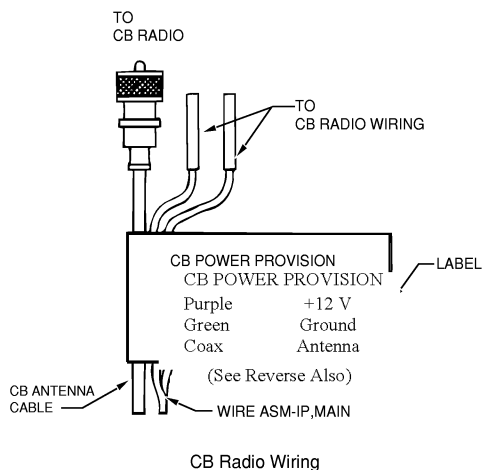 TO
CB RADIO
TO
CB RADIO WIRING
CB POWER PROVISION
CB POWER PROVISION
Purple +12 V
Green Ground
Coax Antenna
(See Reverse Also)
LABEL
CB ANTENNA
CABLE
WIRE ASM-IP,MAIN
CB Radio Wiring